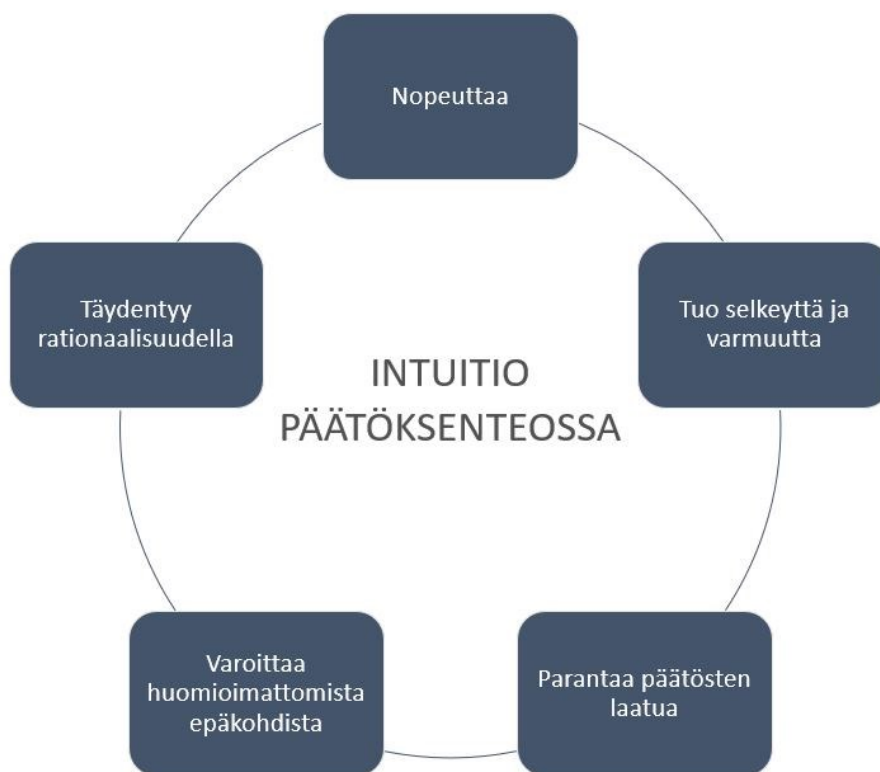 Nopeuttaa
Tuo selkeyttä ja
varmuutta
Parantaa päätösten
laatua
Varoittaa
huomioimattomista
epäkohdista
Täydentyy
rationaalisuudella
INTUITIO
PÄÄTÖKSENTEOSSA